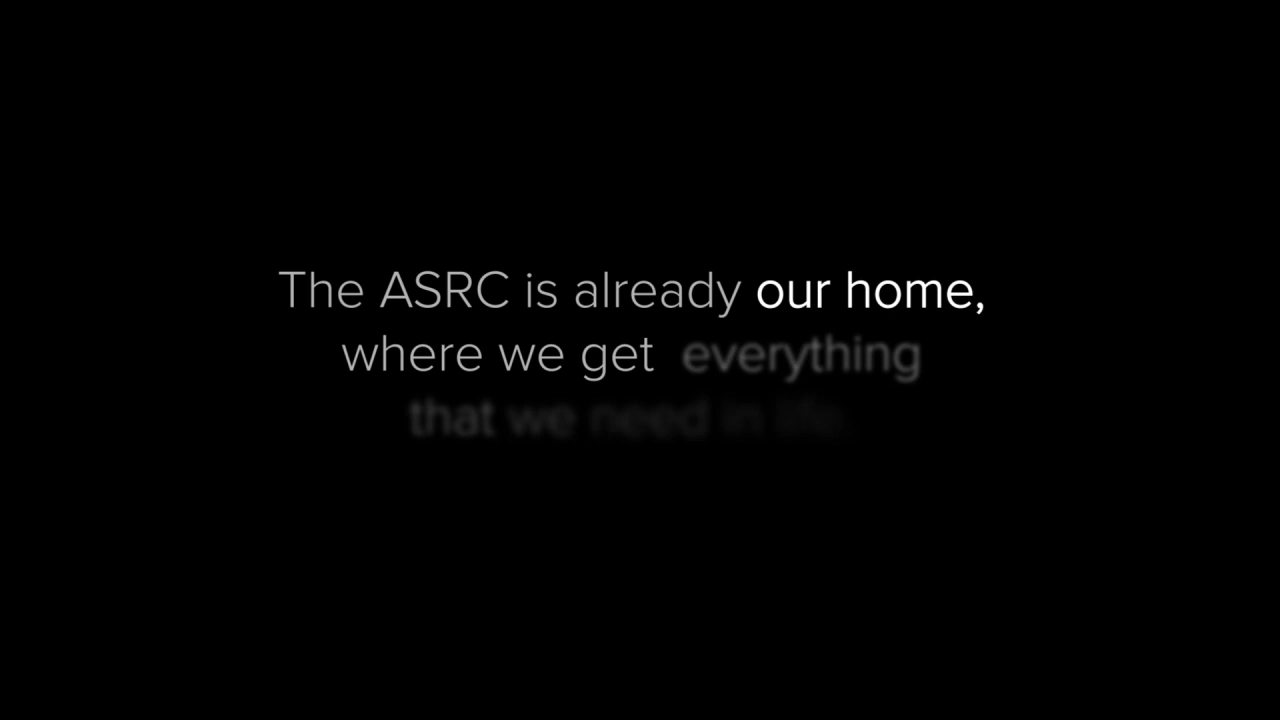 The ASRC is already our home,
where we get everything
that we need in life.